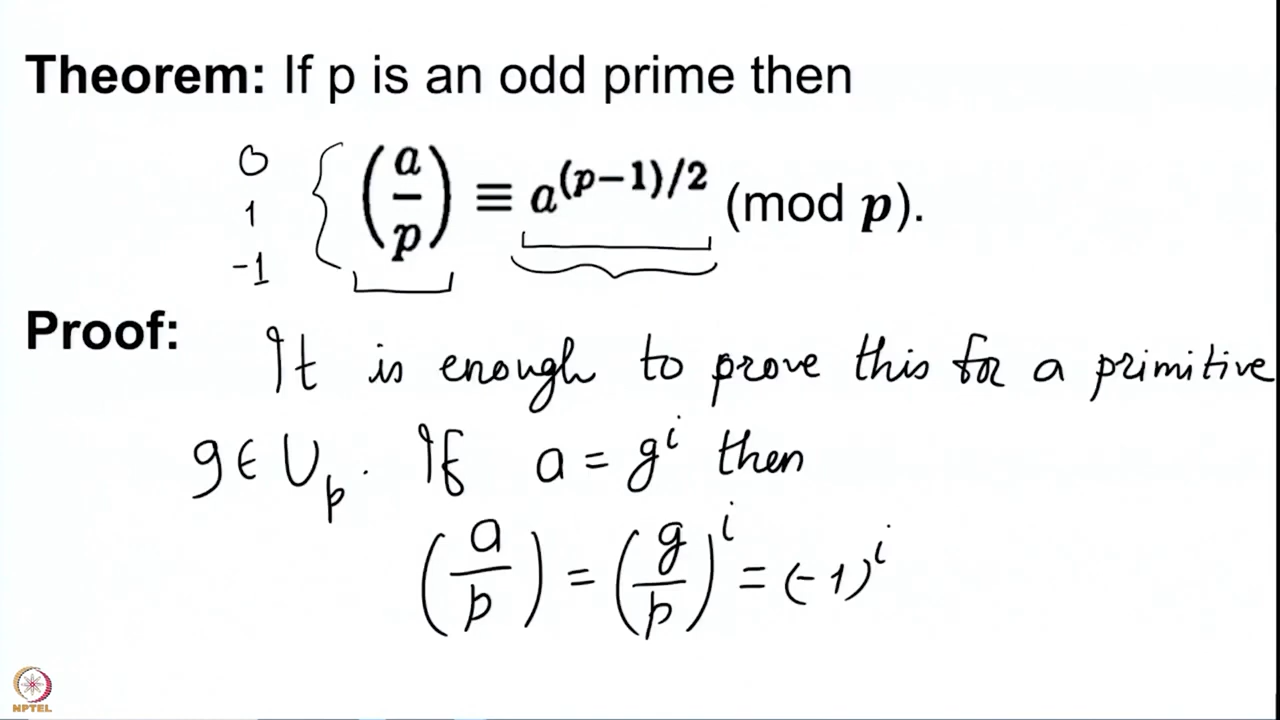 Theorem: If p is an odd prime then
0
1
-1
(a/p) ≡ a^{(p−1)/2} (mod p).
Proof:
It is enough to prove this for a primitive
g ∈ U_p. If a = g^i then
(a/p) = (g/p)^i = (-1)^i
NPTEL